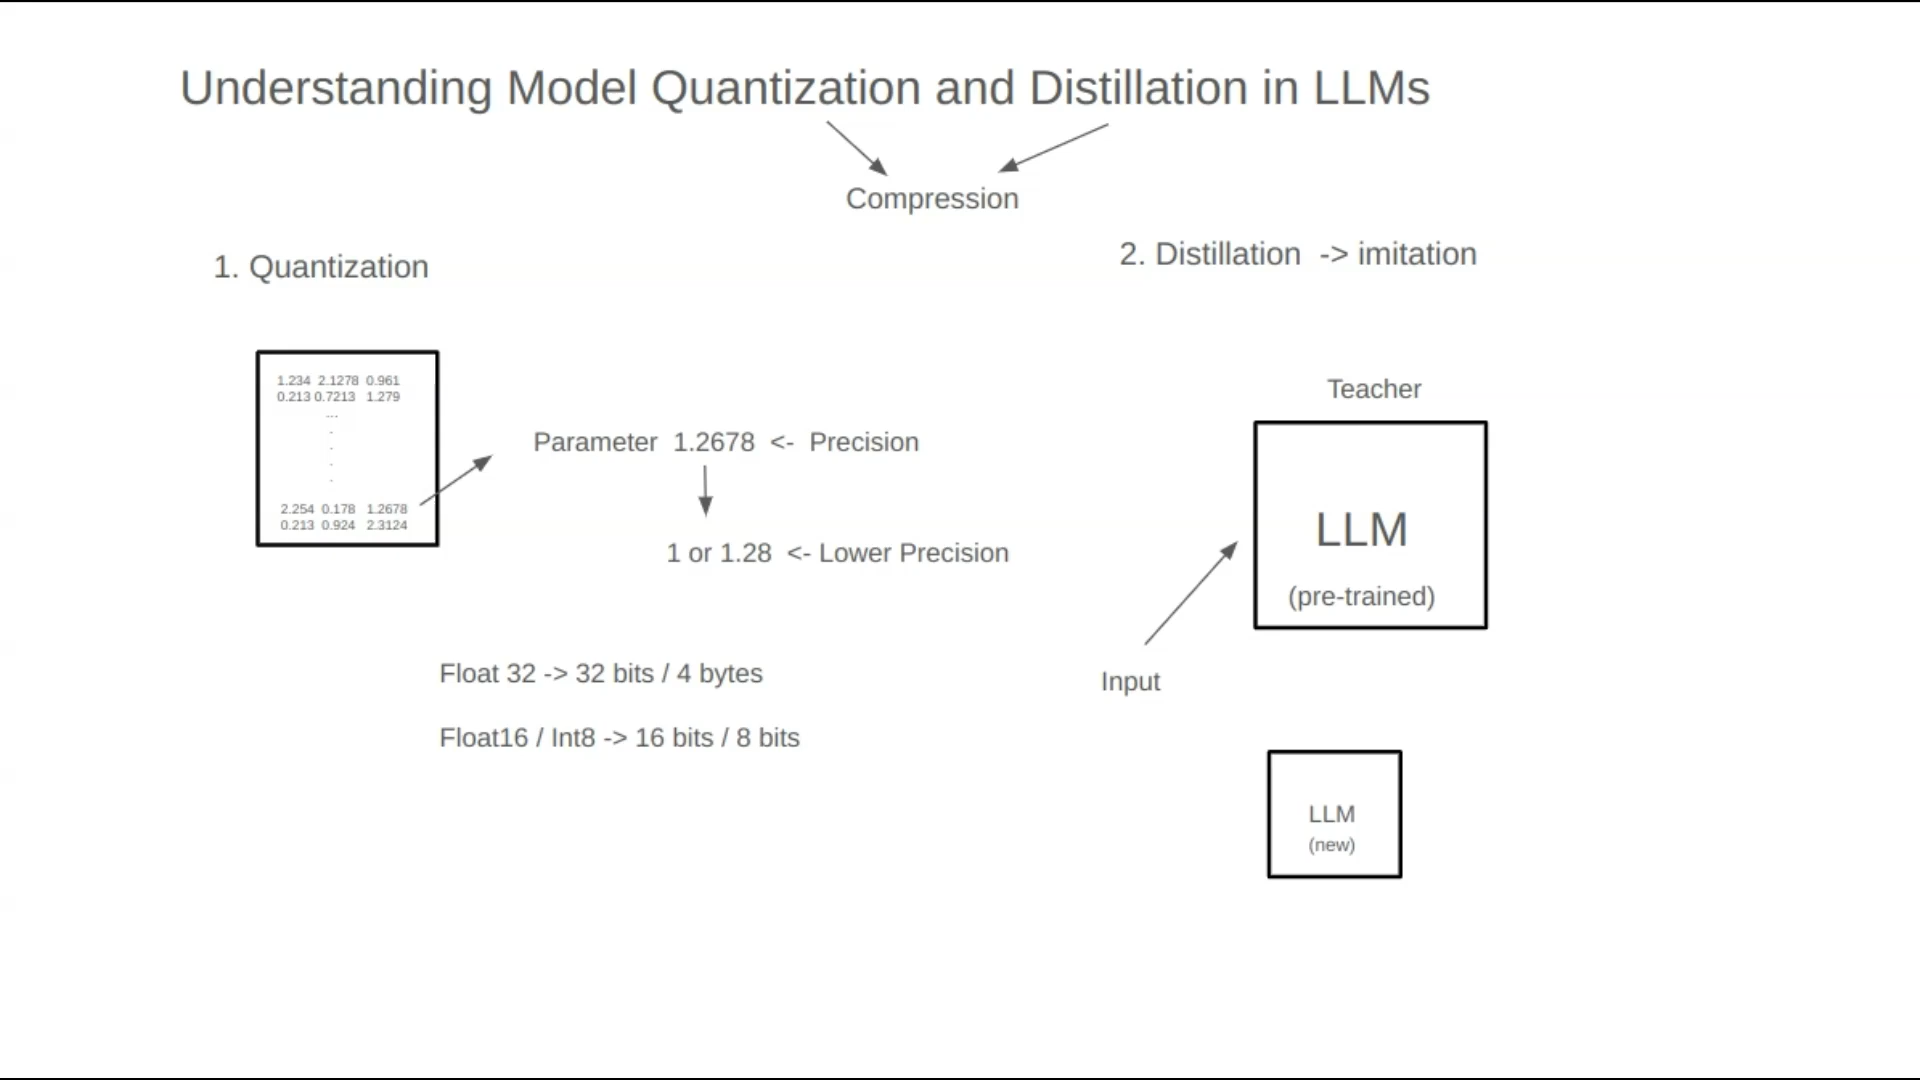 Understanding Model Quantization and Distillation in LLMs
Compression
1. Quantization
2. Distillation -> imitation
1.234 2.1278 0.961
0.213 0.7213 1.279
...
.
.
.
.
2.254 0.178 1.2678
0.213 0.924 2.3124
Parameter 1.2678 <- Precision
1 or 1.28 <- Lower Precision
Float 32 -> 32 bits / 4 bytes
Float16 / Int8 -> 16 bits / 8 bits
Teacher
LLM
(pre-trained)
Input
LLM
(new)